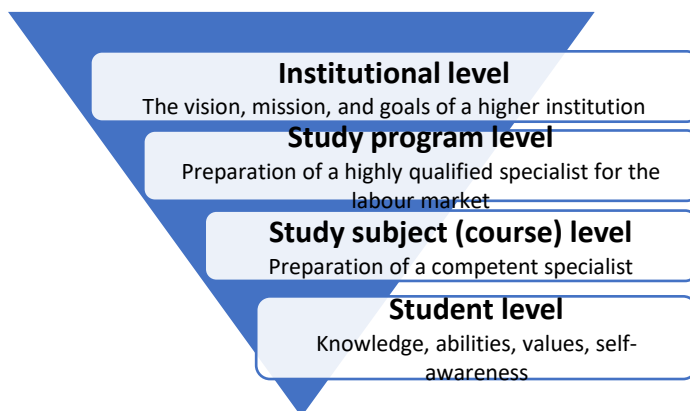 Institutional level
The vision, mission, and goals of a higher institution
Study program level
Preparation of a highly qualified specialist for the
labour market
Study subject (course) level
Preparation of a competent specialist
Student level
Knowledge, abilities, values, self-
awareness